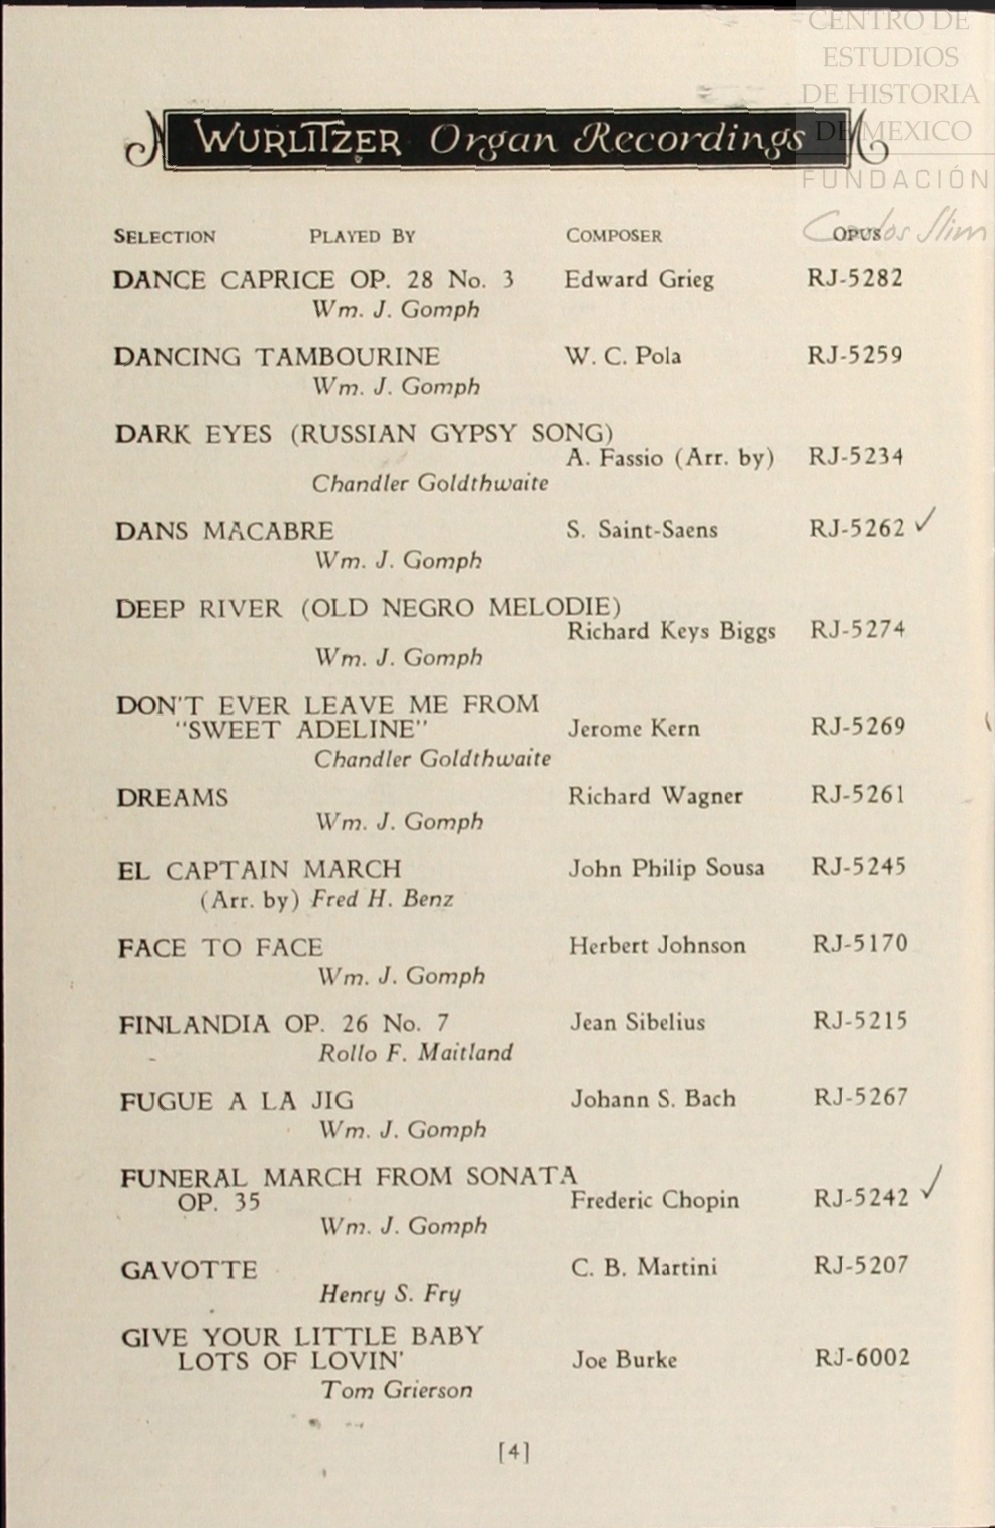 CENTRO DE
ESTUDIOS
DE HISTORIA
DE MEXICO
FUNDACIÓN
Carlos Slim
WURLITZER Organ Recordings
SELECTION PLAYED BY COMPOSER OPUS
DANCE CAPRICE OP. 28 No. 3 Edward Grieg RJ-5282
Wm. J. Gomph
DANCING TAMBOURINE W. C. Pola RJ-5259
Wm. J. Gomph
DARK EYES (RUSSIAN GYPSY SONG)
A. Fassio (Arr. by) RJ-5234
Chandler Goldthwaite
DANS MACABRE S. Saint-Saens RJ-5262 ✓
Wm. J. Gomph
DEEP RIVER (OLD NEGRO MELODIE)
Richard Keys Biggs RJ-5274
Wm. J. Gomph
DON'T EVER LEAVE ME FROM
"SWEET ADELINE" Jerome Kern RJ-5269
Chandler Goldthwaite
DREAMS Richard Wagner RJ-5261
Wm. J. Gomph
EL CAPTAIN MARCH John Philip Sousa RJ-5245
(Arr. by) Fred H. Benz
FACE TO FACE Herbert Johnson RJ-5170
Wm. J. Gomph
FINLANDIA OP. 26 No. 7 Jean Sibelius RJ-5215
Rollo F. Maitland
FUGUE A LA JIG Johann S. Bach RJ-5267
Wm. J. Gomph
FUNERAL MARCH FROM SONATA
OP. 35 Frederic Chopin RJ-5242 ✓
Wm. J. Gomph
GAVOTTE C. B. Martini RJ-5207
Henry S. Fry
GIVE YOUR LITTLE BABY
LOTS OF LOVIN' Joe Burke RJ-6002
Tom Grierson
[4]